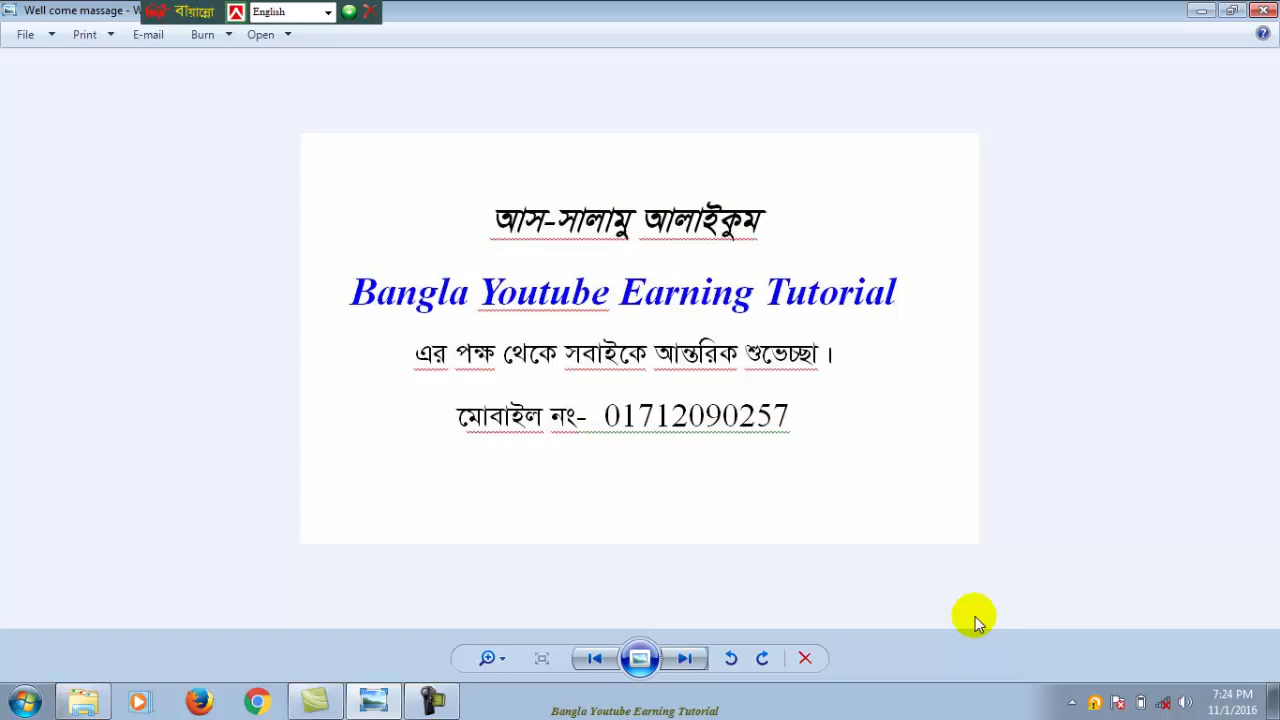 Well come massage - W
বায়ান্নো
English
File Print E-mail Burn Open
আস-সালামু আলাইকুম
Bangla Youtube Earning Tutorial
এর পক্ষ থেকে সবাইকে আন্তরিক শুভেচ্ছা ।
মোবাইল নং- 01712090257
7:24 PM
11/1/2016
Bangla Youtube Earning Tutorial